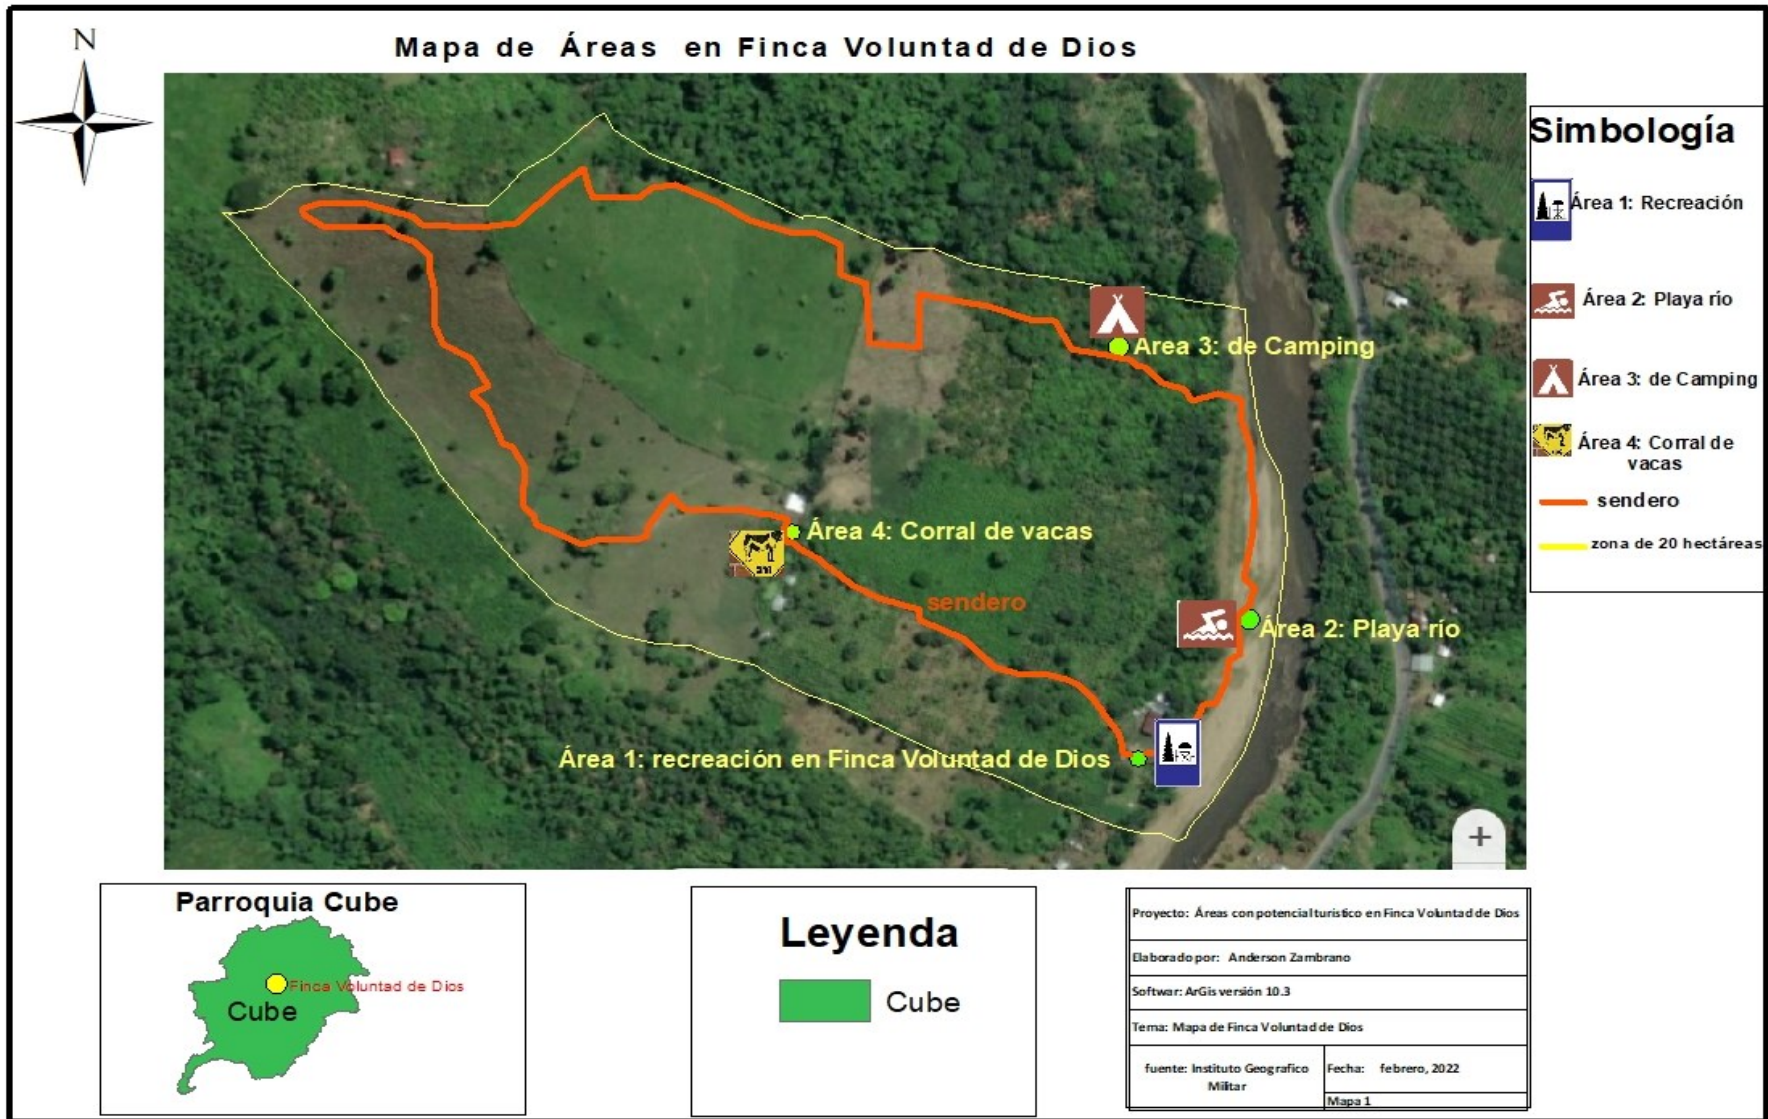 N
Mapa de Áreas en Finca Voluntad de Dios
Simbología
Área 1: Recreación
Área 2: Playa río
Área 3: de Camping
Área 4: Corral de
vacas
sendero
zona de 20 hectáreas
Área 3: de Camping
Área 4: Corral de vacas
sendero
Área 2: Playa río
Área 1: recreación en Finca Voluntad de Dios
+
Parroquia Cube
Finca Voluntad de Dios
Cube
Leyenda
Cube
Proyecto: Áreas con potencial turistico en Finca Voluntad de Dios
Elaborado por: Anderson Zambrano
Softwar: ArGis versión 10.3
Tema: Mapa de Finca Voluntad de Dios
fuente: Instituto Geografico
Militar
Fecha: febrero, 2022
Mapa 1